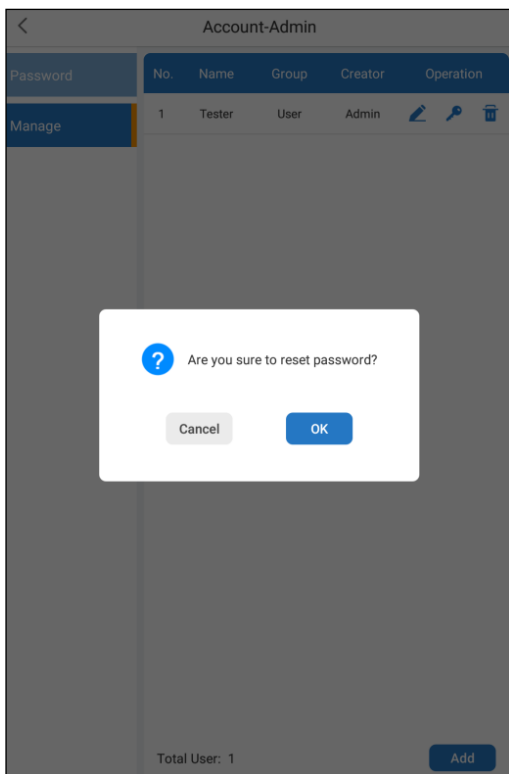 Account-Admin
Password
Manage
No. Name Group Creator Operation
1 Tester User Admin
? Are you sure to reset password?
Cancel OK
Total User: 1 Add